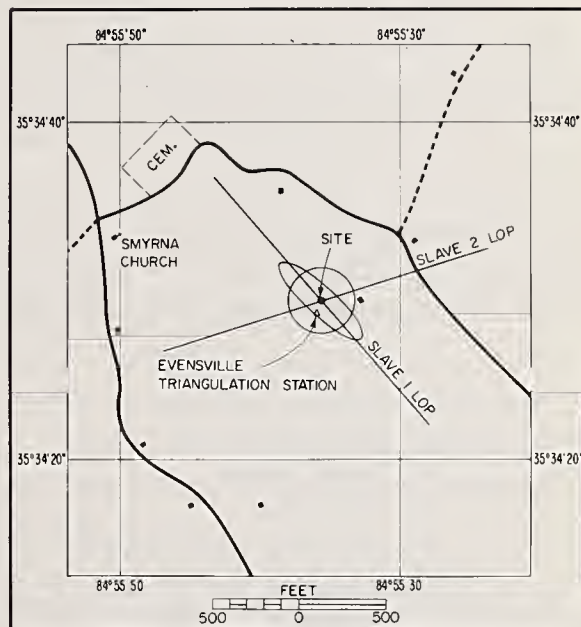 84°55'50"
84°55'30"
35°34'40"
35°34'40"
CEM.
SMYRNA
CHURCH
SITE
SLAVE 2 LOP
EVENSVILLE
TRIANGULATION STATION
SLAVE 1 LOP
35°34'20"
35°34'20"
84°55'50
84°55'30"
FEET
500 0 500